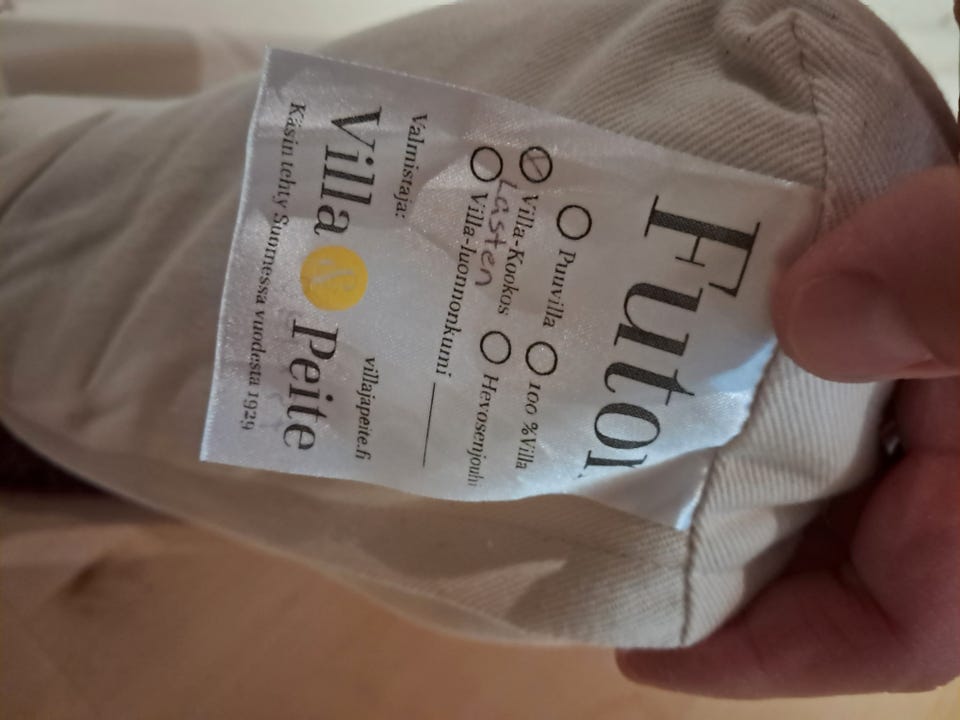 Futon
Puuvilla 100 %Villa
Villa-Kookos Hevosenjouhi
Lasten
Villa-luonnonkumi
Valmistaja:
villajapeite.fi
Villa & Peite
Käsin tehty Suomessa vuodesta 1929